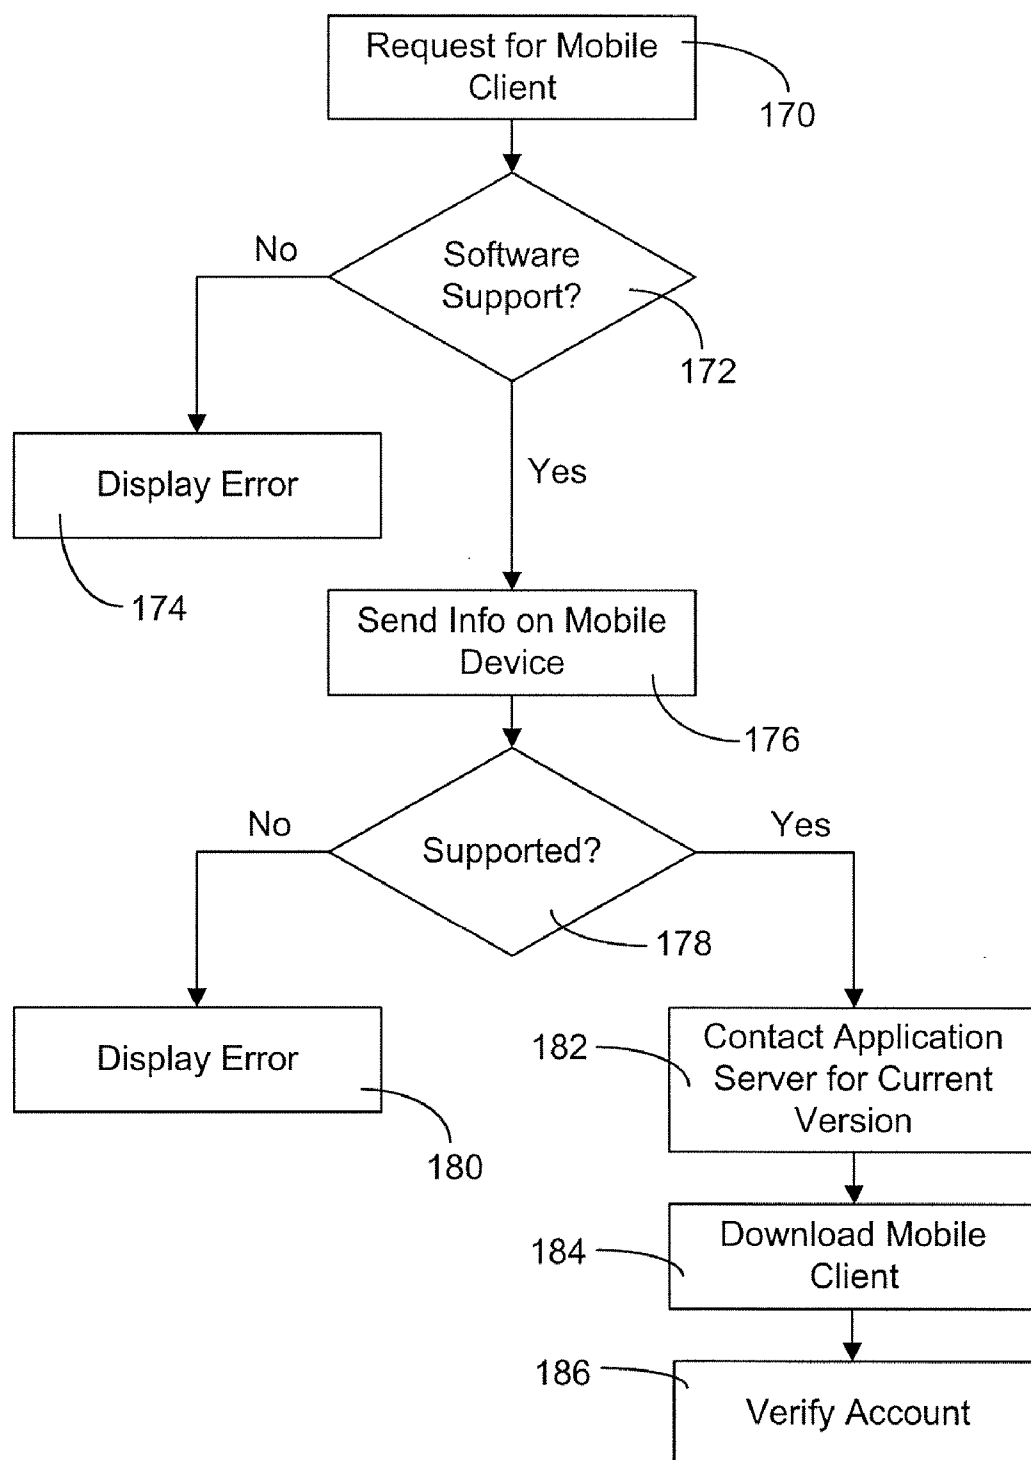 Request for Mobile
Client
170
No
Software
Support?
172
Yes
Display Error
174
Send Info on Mobile
Device
176
No
Yes
Supported?
178
Display Error
180
182
Contact Application
Server for Current
Version
184
Download Mobile
Client
186
Verify Account